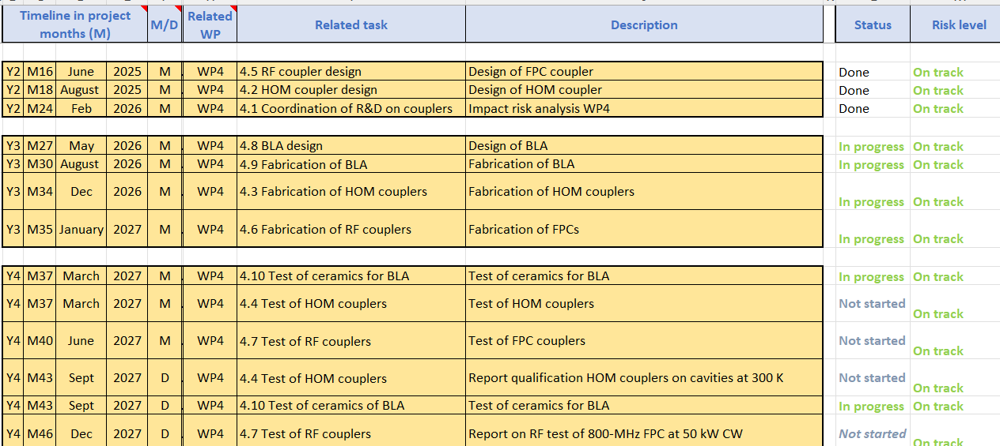 Timeline in project months (M) M/D Related WP Related task Description Status Risk level
Y2 M16 June 2025 M WP4 4.5 RF coupler design Design of FPC coupler Done On track
Y2 M18 August 2025 M WP4 4.2 HOM coupler design Design of HOM coupler Done On track
Y2 M24 Feb 2026 M WP4 4.1 Coordination of R&D on couplers Impact risk analysis WP4 Done On track
Y3 M27 May 2026 M WP4 4.8 BLA design Design of BLA In progress On track
Y3 M30 August 2026 M WP4 4.9 Fabrication of BLA Fabrication of BLA In progress On track
Y3 M34 Dec 2026 M WP4 4.3 Fabrication of HOM couplers Fabrication of HOM couplers In progress On track
Y3 M35 January 2027 M WP4 4.6 Fabrication of RF couplers Fabrication of FPCs In progress On track
Y4 M37 March 2027 M WP4 4.10 Test of ceramics for BLA Test of ceramics for BLA In progress On track
Y4 M37 March 2027 M WP4 4.4 Test of HOM couplers Test of HOM couplers Not started On track
Y4 M40 June 2027 M WP4 4.7 Test of RF couplers Test of FPC couplers Not started On track
Y4 M43 Sept 2027 D WP4 4.4 Test of HOM couplers Report qualification HOM couplers on cavities at 300 K Not started On track
Y4 M43 Sept 2027 D WP4 4.10 Test of ceramics of BLA Test of ceramics for BLA In progress On track
Y4 M46 Dec 2027 D WP4 4.7 Test of RF couplers Report on RF test of 800-MHz FPC at 50 kW CW Not started On track